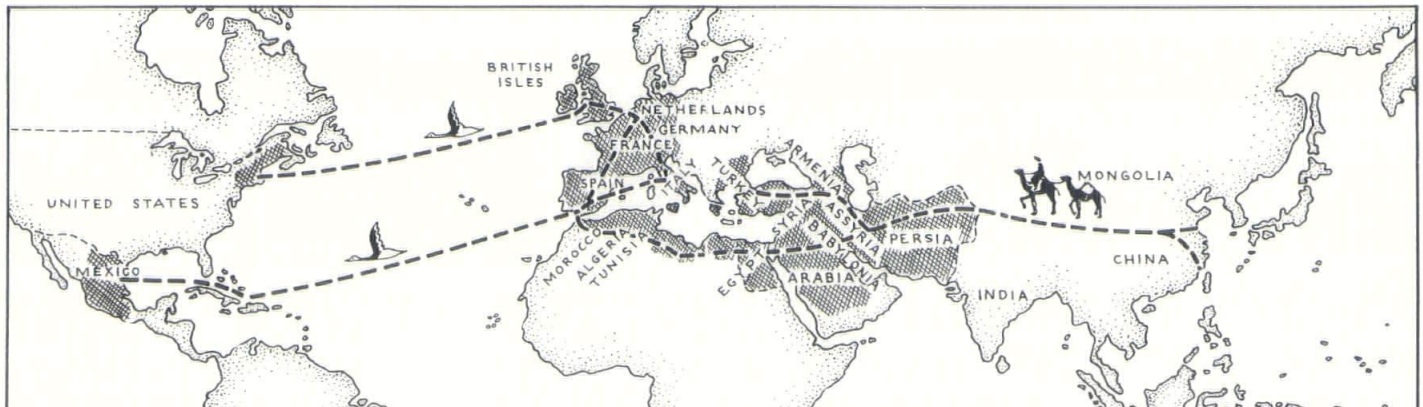 BRITISH
ISLES
NETHERLANDS
GERMANY
FRANCE
SPAIN
ITALY
TURKEY
ARMENIA
ASSYRIA
SYRIA
BABYLONIA
PERSIA
MONGOLIA
CHINA
INDIA
ARABIA
EGYPT
MOROCCO
ALGERIA
TUNISIA
UNITED STATES
MEXICO